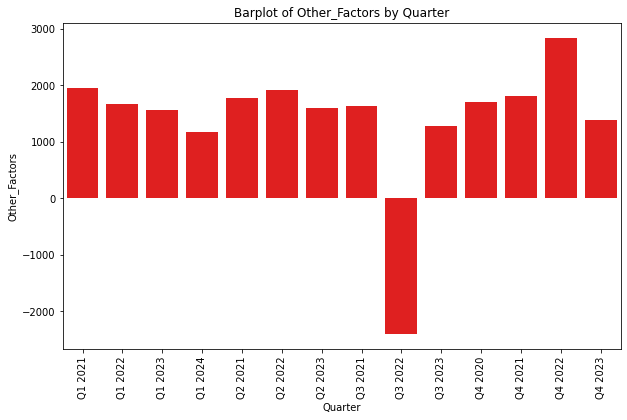 Barplot of Other_Factors by Quarter
Other_Factors
3000
2000
1000
0
−1000
−2000
Q1 2021
Q1 2022
Q1 2023
Q1 2024
Q2 2021
Q2 2022
Q2 2023
Q3 2021
Q3 2022
Q3 2023
Q4 2020
Q4 2021
Q4 2022
Q4 2023
Quarter